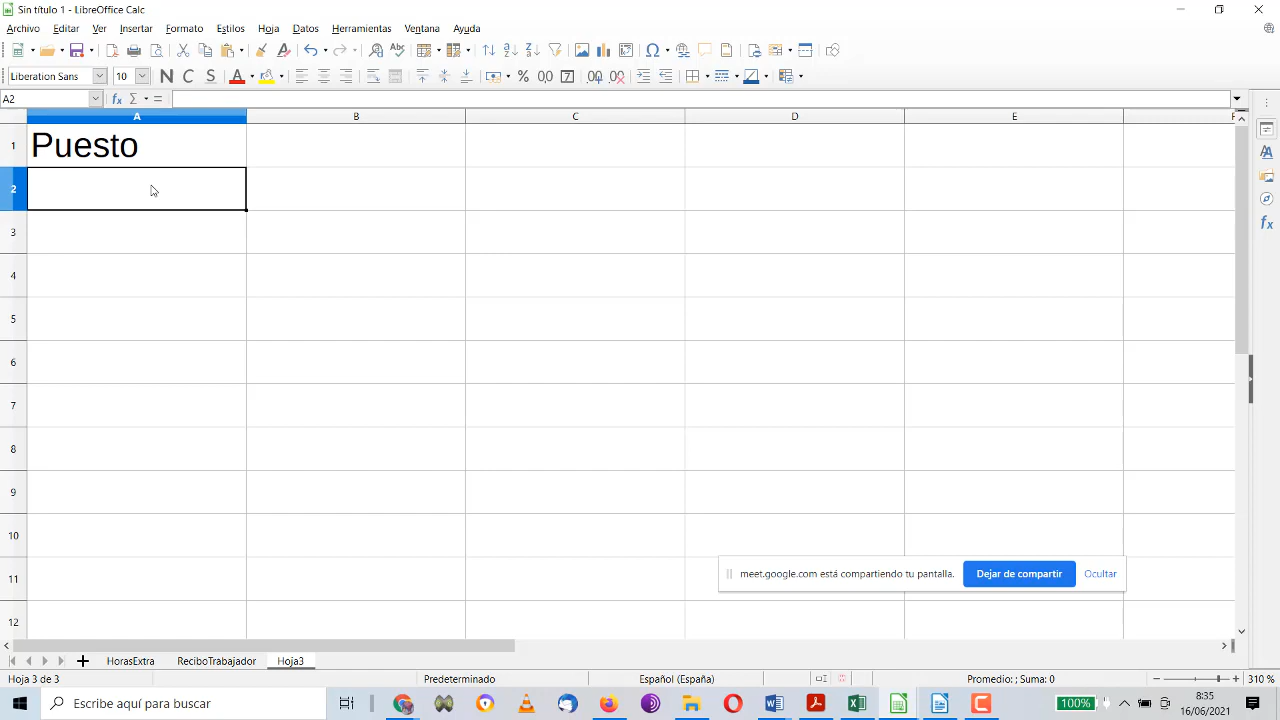 Sin título 1 - LibreOffice Calc
Archivo Editar Ver Insertar Formato Estilos Hoja Datos Herramientas Ventana Ayuda
Liberation Sans 10 N C S A
A2 fx Σ =
A B C D E F
1 Puesto
2
3
4
5
6
7
8
9
10
11
12
meet.google.com está compartiendo tu pantalla. Dejar de compartir Ocultar
HorasExtra ReciboTrabajador Hoja3
Hoja 3 de 3 Predeterminado Español (España) Promedio: ; Suma: 0 310 %
Escribe aquí para buscar 100% 8:35
16/06/2021